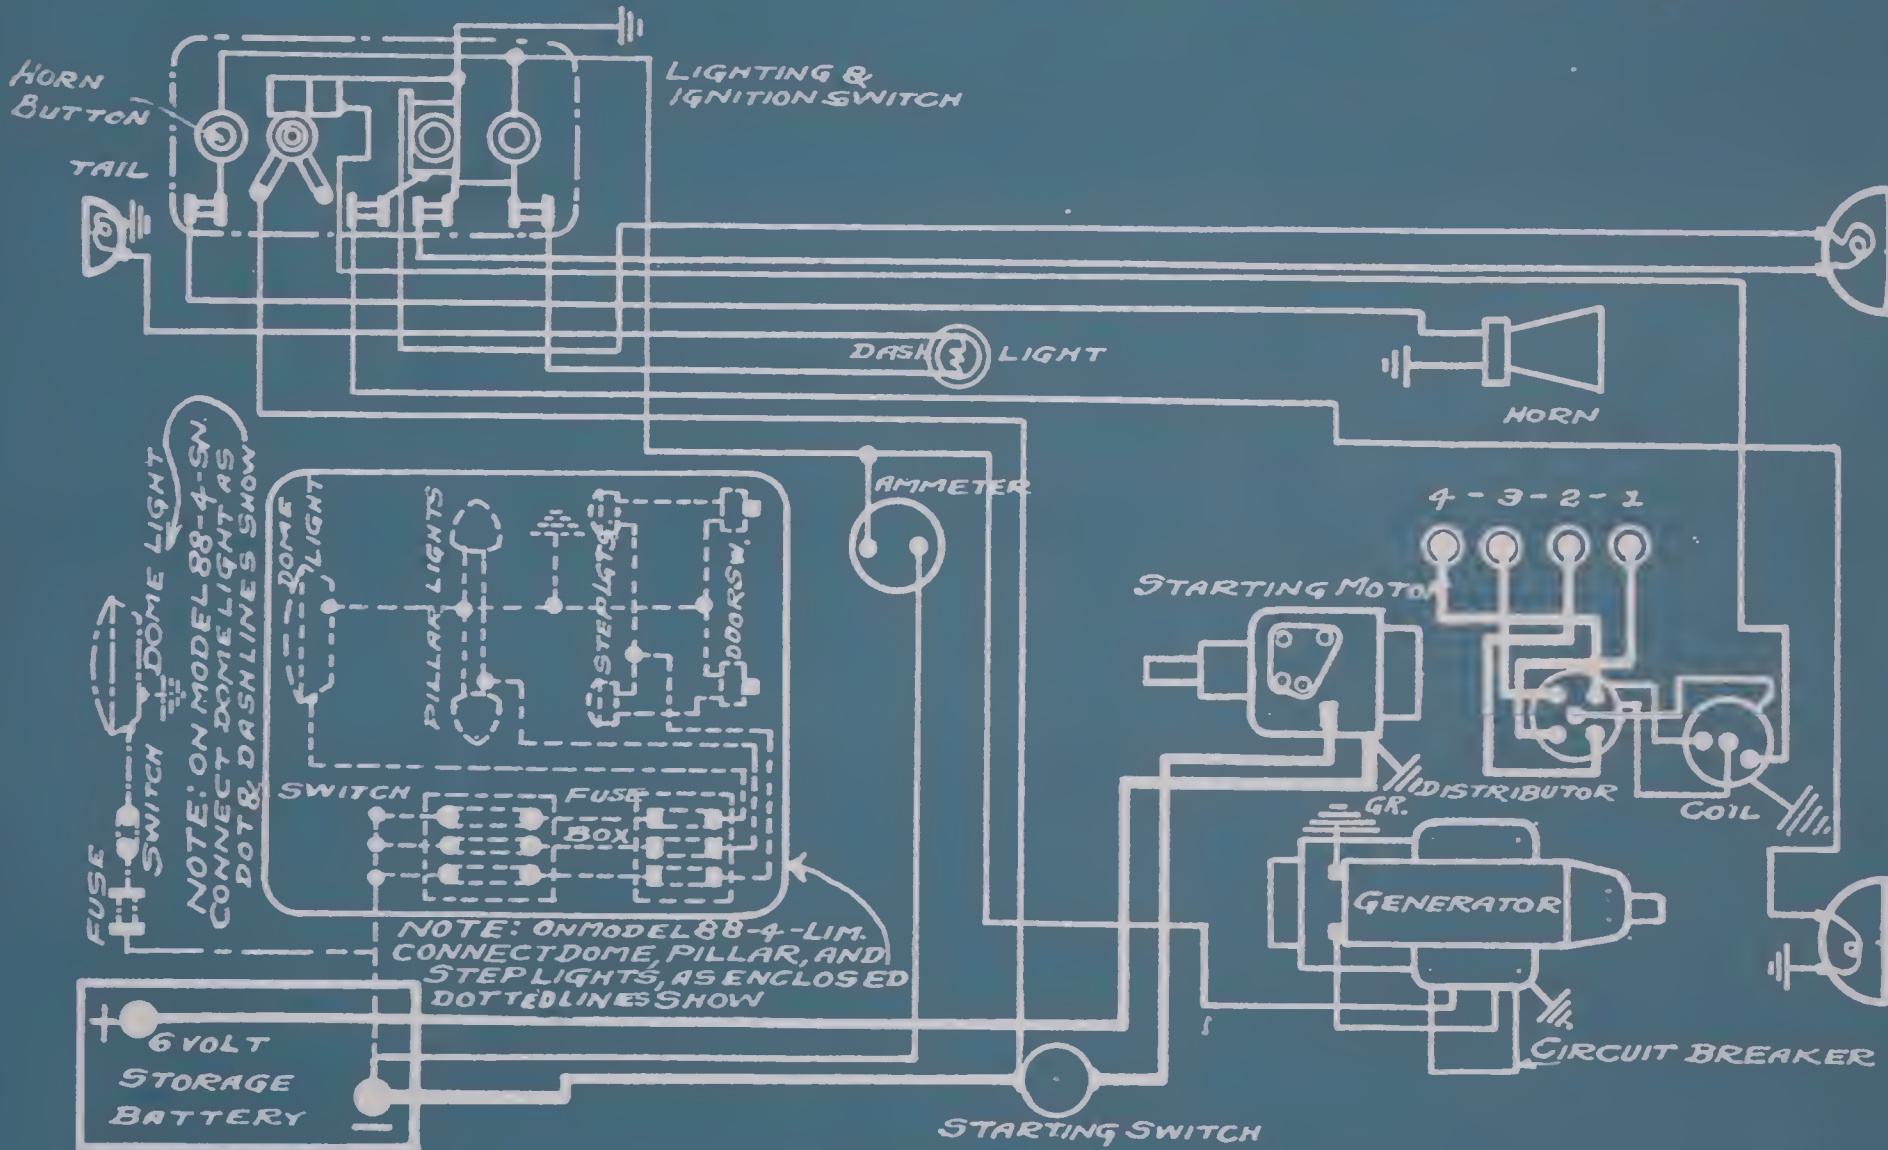 HORN
BUTTON
LIGHTING &
IGNITION SWITCH
TAIL
DASH LIGHT
HORN
AMMETER
4-3-2-1
STARTING MOTOR
DISTRIBUTOR
COIL
GR.
GENERATOR
CIRCUIT BREAKER
DOME
LIGHT
PILLAR LIGHTS
STEP LGTS.
DOOR SW.
SWITCH
FUSE
BOX
FUSE
SWITCH
DOME LIGHT
NOTE: ON MODEL 88-4-SN.
CONNECT DOME LIGHT AS
DOT & DASH LINES SHOW
NOTE: ON MODEL 88-4-LIM.
CONNECT DOME, PILLAR, AND
STEP LIGHTS, AS ENCLOSED
DOTTED LINES SHOW
+
6 VOLT
STORAGE
BATTERY
–
STARTING SWITCH